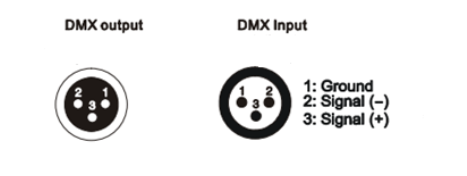 DMX output
DMX Input
2 1
3
1 2
3
1: Ground
2: Signal (−)
3: Signal (+)